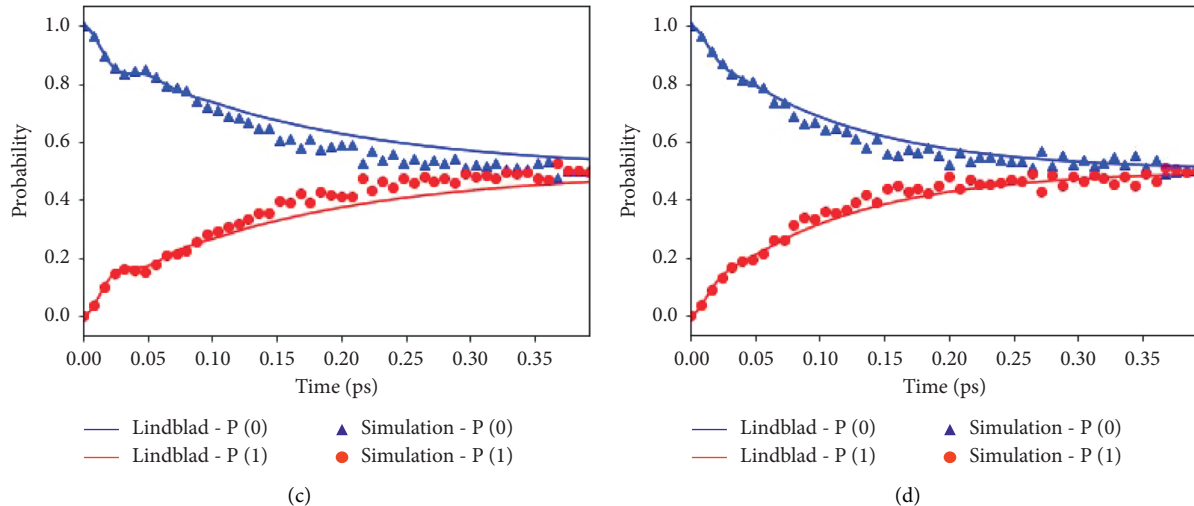 1.0
0.8
0.6
0.4
0.2
0.0
Probability
0.00 0.05 0.10 0.15 0.20 0.25 0.30 0.35
Time (ps)
Lindblad - P (0) Simulation - P (0)
Lindblad - P (1) Simulation - P (1)
(c)
1.0
0.8
0.6
0.4
0.2
0.0
Probability
0.00 0.05 0.10 0.15 0.20 0.25 0.30 0.35
Time (ps)
Lindblad - P (0) Simulation - P (0)
Lindblad - P (1) Simulation - P (1)
(d)